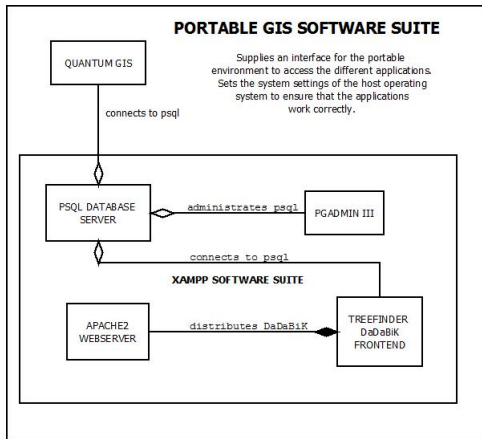 PORTABLE GIS SOFTWARE SUITE
QUANTUM GIS
Supplies an interface for the portable
environment to access the different applications.
Sets the system settings of the host operating
system to ensure that the applications
work correctly.
connects to psql
PSQL DATABASE
SERVER
administrates psql
PGADMIN III
connects to psql
XAMPP SOFTWARE SUITE
APACHE2
WEBSERVER
distributes DaDaBiK
TREEFINDER
DaDaBiK
FRONTEND